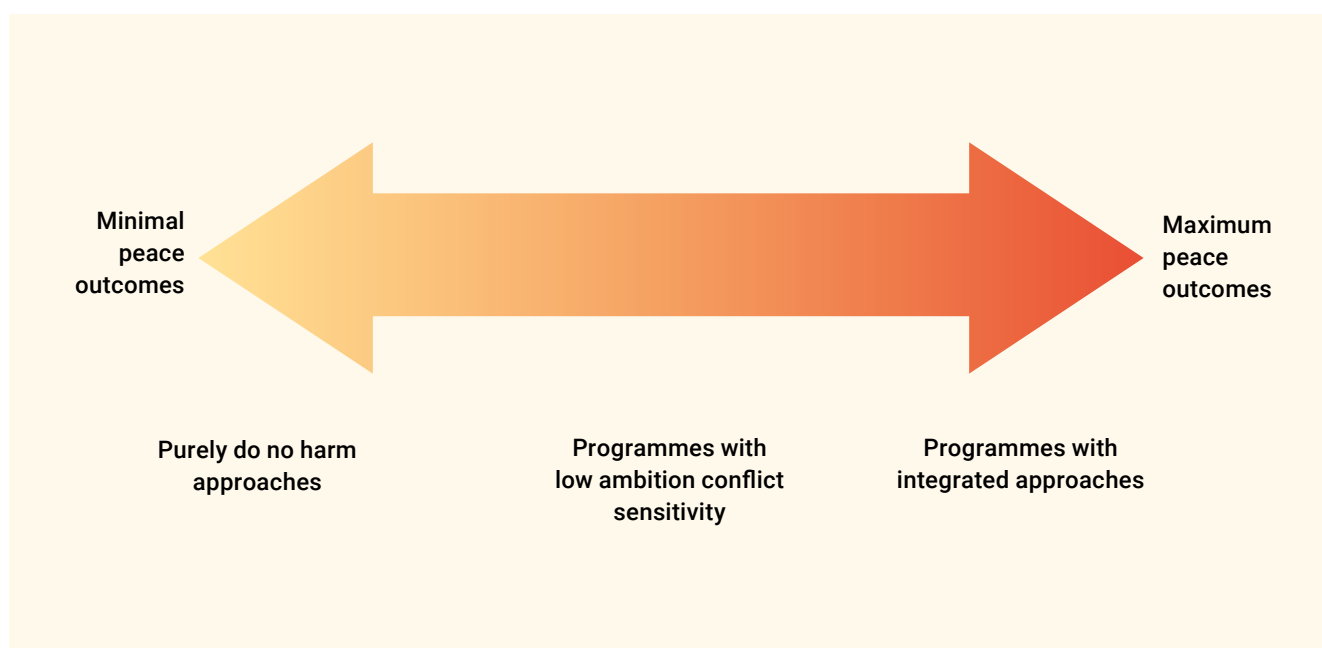 Minimal
peace
outcomes
Maximum
peace
outcomes
Purely do no harm
approaches
Programmes with
low ambition conflict
sensitivity
Programmes with
integrated approaches